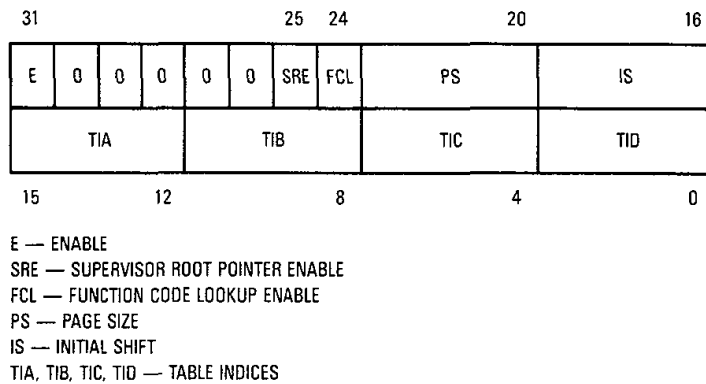 31 25 24 20 16
E 0 0 0 0 0 SRE FCL PS IS
TIA TIB TIC TID
15 12 8 4 0
E — ENABLE
SRE — SUPERVISOR ROOT POINTER ENABLE
FCL — FUNCTION CODE LOOKUP ENABLE
PS — PAGE SIZE
IS — INITIAL SHIFT
TIA, TIB, TIC, TID — TABLE INDICES